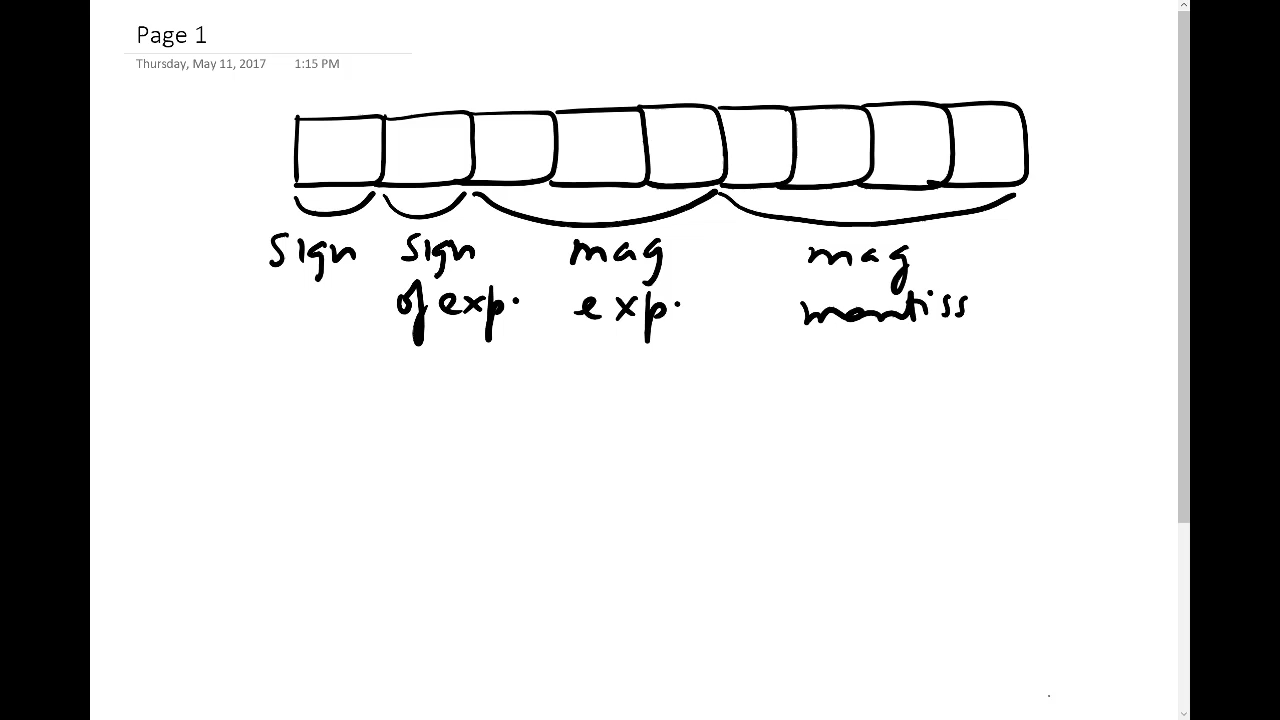 Page 1
Thursday, May 11, 2017 1:15 PM
sign sign mag mag
of exp. exp. mantiss